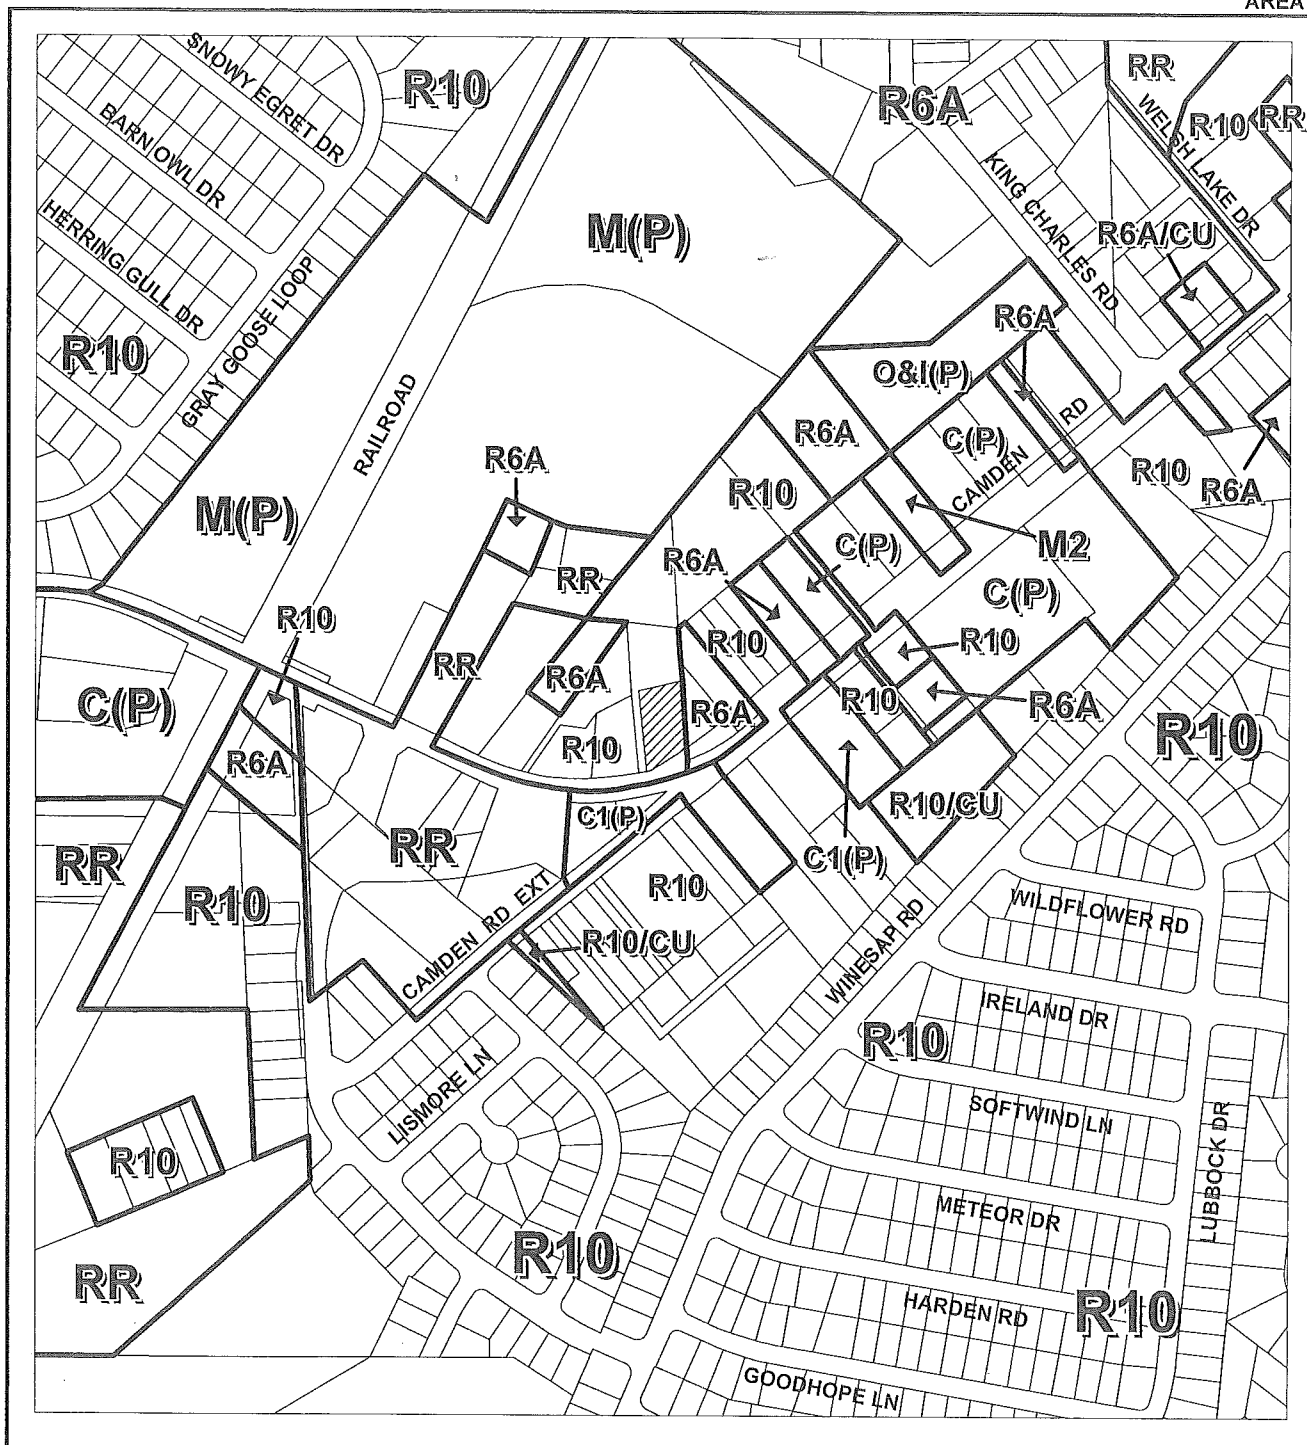 AREA
SNOWY EGRET DR
R10
R6A
RR
BARN OWL DR
WELSH LAKE DR
R10
RR
HERRING GULL DR
KING CHARLES RD
M(P)
R6A/CU
GRAY GOOSE LOOP
R6A
R10
O&I(P)
RAILROAD
R6A
C(P)
CAMDEN RD
R6A
R10
R10
R6A
M(P)
M2
C(P)
R6A
RR
C(P)
R10
R10
R10
RR
R6A
R6A
C(P)
R6A
R10
R6A
R10
R10
R6A
R10/CU
C1(P)
RR
RR
C1(P)
R10
R10
CAMDEN RD EXT
R10/CU
WINESAP RD
WILDFLOWER RD
IRELAND DR
R10
LISMORE LN
SOFTWIND LN
LUBBOCK DR
R10
METEOR DR
R10
RR
HARDEN RD
R10
GOODHOPE LN